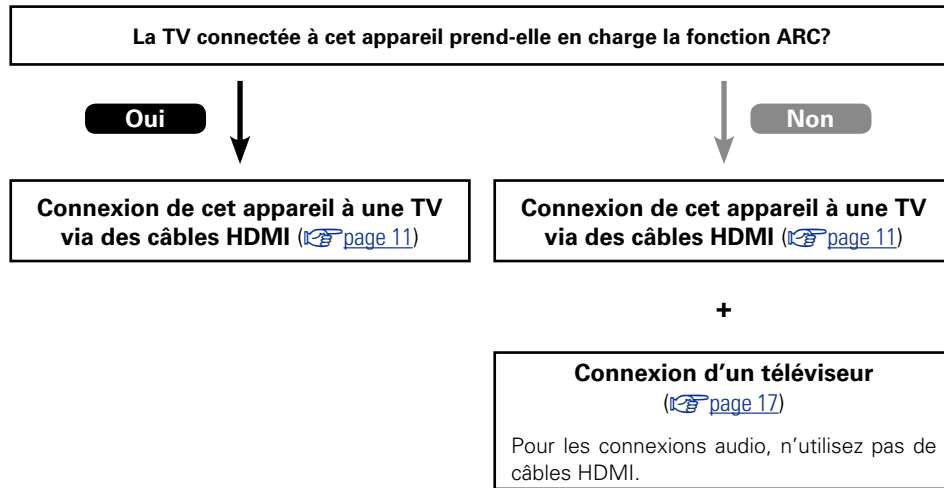 La TV connectée à cet appareil prend-elle en charge la fonction ARC?
Oui
Non
Connexion de cet appareil à une TV
via des câbles HDMI (☞page 11)
Connexion de cet appareil à une TV
via des câbles HDMI (☞page 11)
+
Connexion d’un téléviseur
(☞page 17)
Pour les connexions audio, n’utilisez pas de
câbles HDMI.